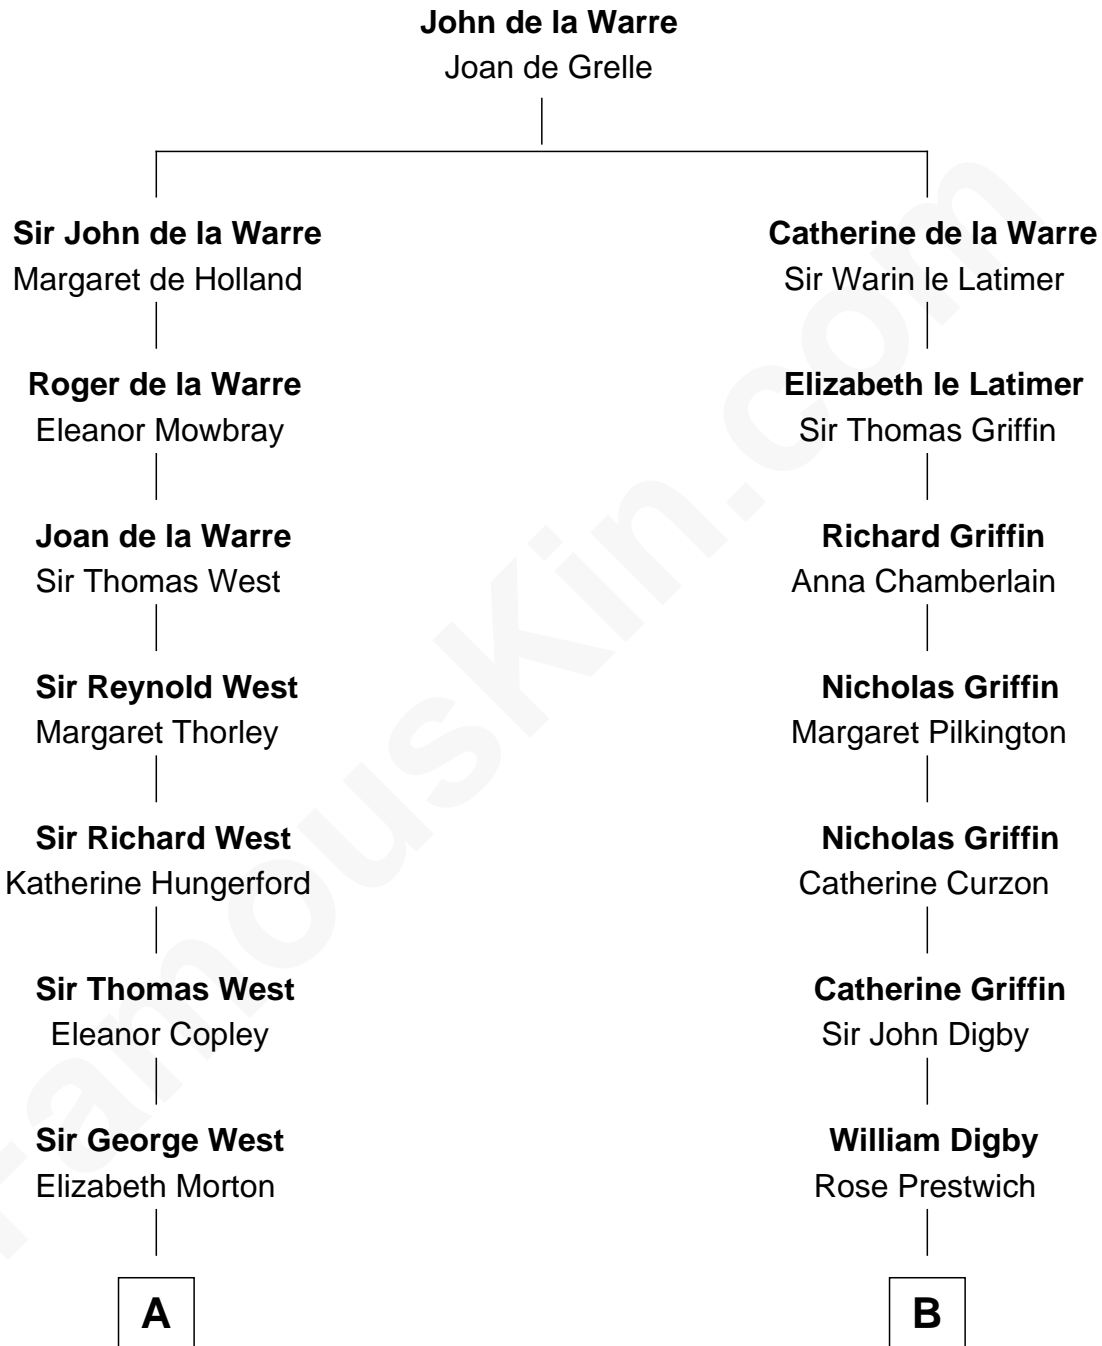 John de la Warre
Joan de Grelle
Sir John de la Warre
Margaret de Holland
Catherine de la Warre
Sir Warin le Latimer
Roger de la Warre
Eleanor Mowbray
Elizabeth le Latimer
Sir Thomas Griffin
Joan de la Warre
Sir Thomas West
Richard Griffin
Anna Chamberlain
Sir Reynold West
Margaret Thorley
Nicholas Griffin
Margaret Pilkington
Sir Richard West
Katherine Hungerford
Nicholas Griffin
Catherine Curzon
Sir Thomas West
Eleanor Copley
Catherine Griffin
Sir John Digby
Sir George West
Elizabeth Morton
William Digby
Rose Prestwich
A
B
FamousKin.com